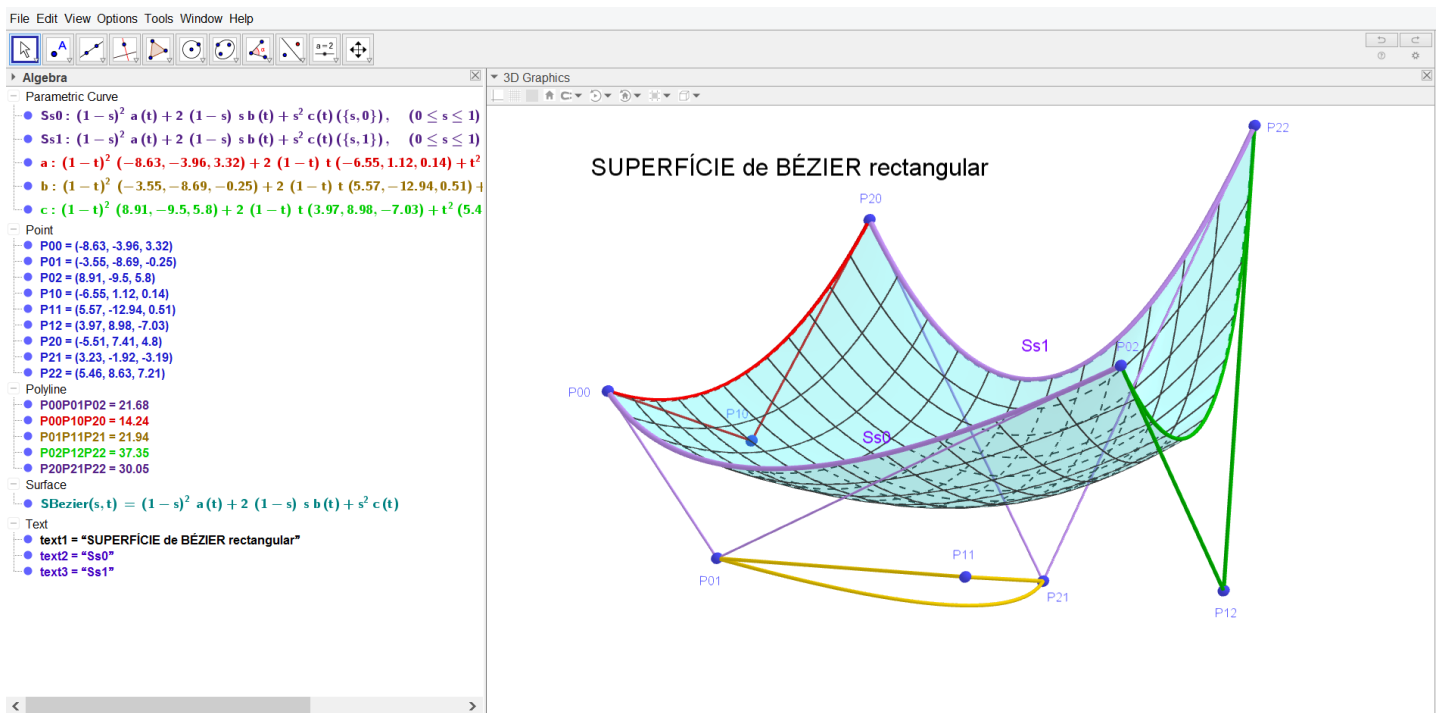 File Edit View Options Tools Window Help
A
α
a=2
Algebra
3D Graphics
Parametric Curve
Ss0 : (1 − s)² a (t) + 2 (1 − s) s b (t) + s² c (t) ({s, 0}) , (0 ≤ s ≤ 1)
Ss1 : (1 − s)² a (t) + 2 (1 − s) s b (t) + s² c (t) ({s, 1}) , (0 ≤ s ≤ 1)
a : (1 − t)² (−8.63, −3.96, 3.32) + 2 (1 − t) t (−6.55, 1.12, 0.14) + t²
b : (1 − t)² (−3.55, −8.69, −0.25) + 2 (1 − t) t (5.57, −12.94, 0.51) +
c : (1 − t)² (8.91, −9.5, 5.8) + 2 (1 − t) t (3.97, 8.98, −7.03) + t² (5.4
Point
P00 = (-8.63, -3.96, 3.32)
P01 = (-3.55, -8.69, -0.25)
P02 = (8.91, -9.5, 5.8)
P10 = (-6.55, 1.12, 0.14)
P11 = (5.57, -12.94, 0.51)
P12 = (3.97, 8.98, -7.03)
P20 = (-5.51, 7.41, 4.8)
P21 = (3.23, -1.92, -3.19)
P22 = (5.46, 8.63, 7.21)
Polyline
P00P01P02 = 21.68
P00P10P20 = 14.24
P01P11P21 = 21.94
P02P12P22 = 37.35
P20P21P22 = 30.05
Surface
SBezier(s, t) = (1 − s)² a (t) + 2 (1 − s) s b (t) + s² c (t)
Text
text1 = “SUPERFÍCIE de BÉZIER rectangular”
text2 = “Ss0”
text3 = “Ss1”
P22
SUPERFÍCIE de BÉZIER rectangular
P20
Ss1
P02
P00
P10
Ss0
P11
P01
P21
P12